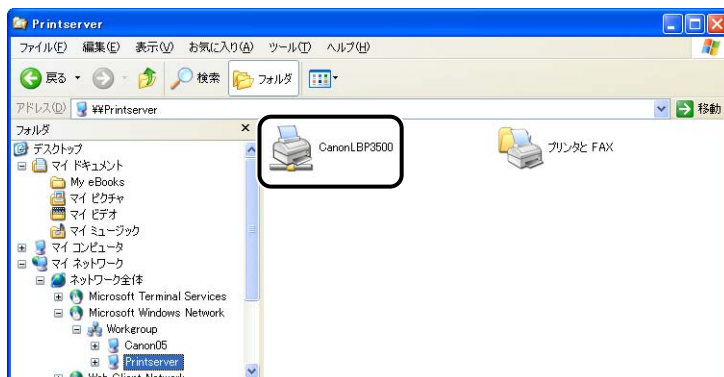 Printserver
ファイル(F) 編集(E) 表示(V) お気に入り(A) ツール(T) ヘルプ(H)
戻る 検索 フォルダ
アドレス(D) ¥¥Printserver 移動
フォルダ
デスクトップ
マイ ドキュメント
My eBooks
マイ ピクチャ
マイ ビデオ
マイ ミュージック
マイ コンピュータ
マイ ネットワーク
ネットワーク全体
Microsoft Terminal Services
Microsoft Windows Network
Workgroup
Canon05
Printserver
Web Client Network
CanonLBP3500
プリンタと FAX